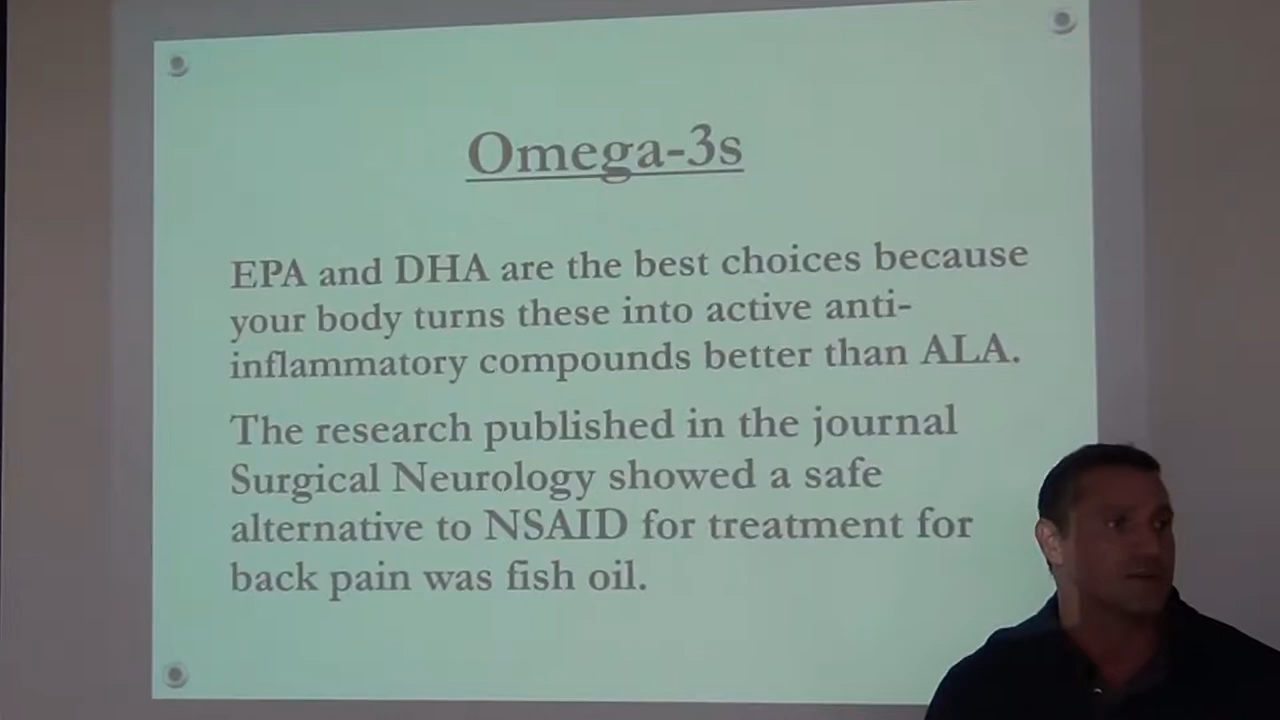 Omega-3s
EPA and DHA are the best choices because
your body turns these into active anti-
inflammatory compounds better than ALA.
The research published in the journal
Surgical Neurology showed a safe
alternative to NSAID for treatment for
back pain was fish oil.